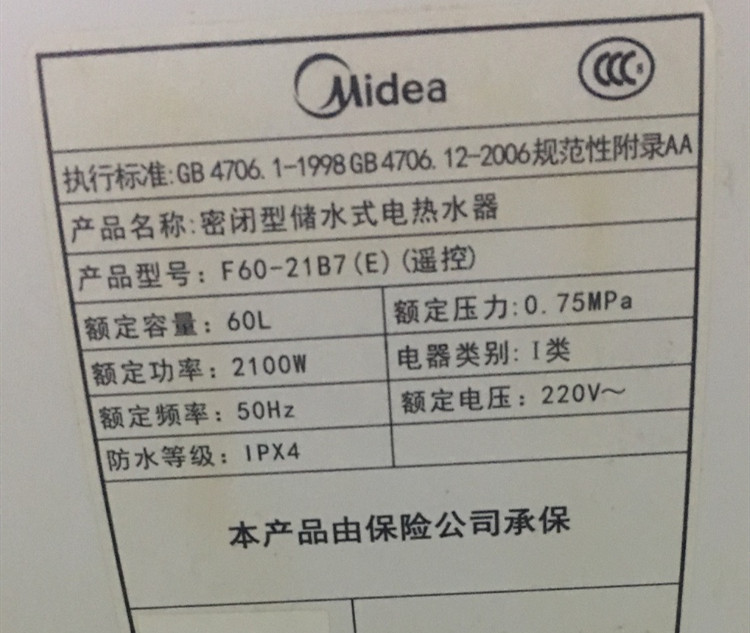 Midea
CCC S
执行标准:GB 4706.1-1998 GB 4706.12-2006规范性附录AA
产品名称:密闭型储水式电热水器
产品型号: F60-21B7(E)(遥控)
额定容量: 60L 额定压力:0.75MPa
额定功率: 2100W 电器类别: I类
额定频率: 50Hz 额定电压: 220V～
防水等级: IPX4
本产品由保险公司承保